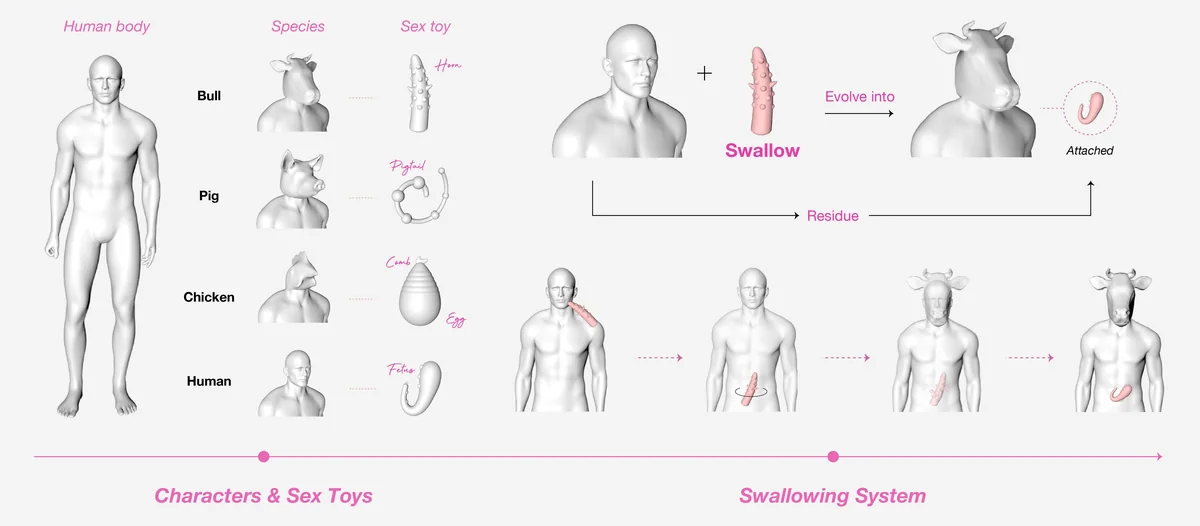 Human body
Species
Sex toy
Bull
Horn
Pig
Pigtail
Chicken
Comb
Egg
Human
Fetus
+
Swallow
Evolve into
Attached
Residue
Characters & Sex Toys
Swallowing System